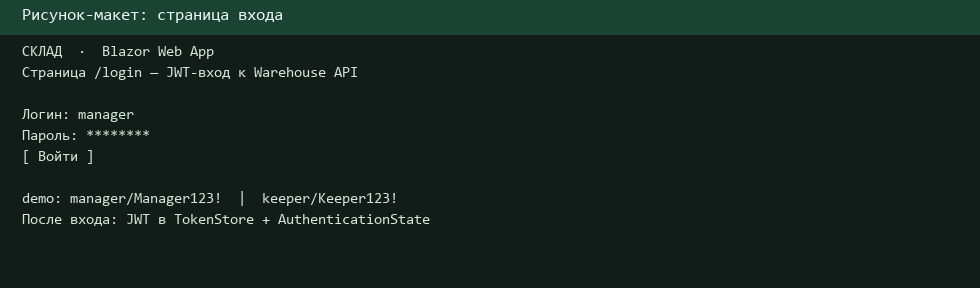 Рисунок-макет: страница входа
СКЛАД · Blazor Web App
Страница /login — JWT-вход к Warehouse API
Логин: manager
Пароль: ********
[ Войти ]
demo: manager/Manager123! | keeper/Keeper123!
После входа: JWT в TokenStore + AuthenticationState